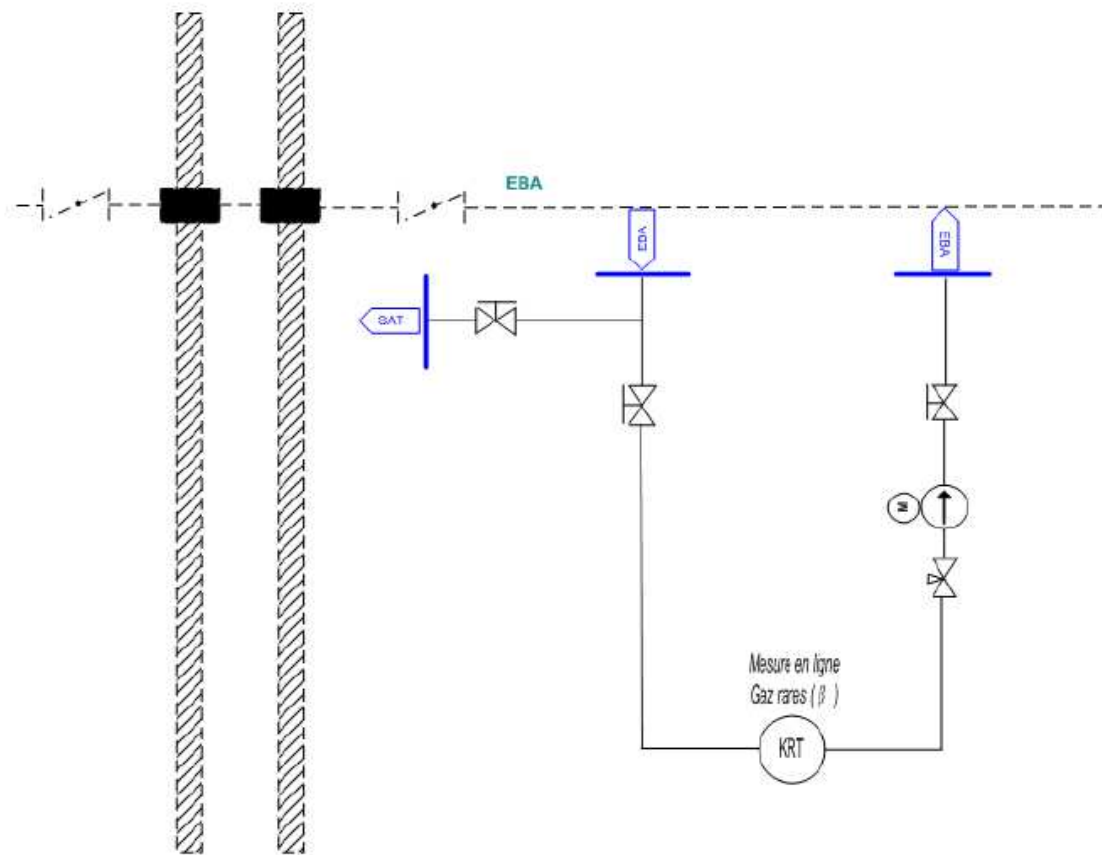 EBA
EBA
EBA
SAT
M
Mesure en ligne
Gaz rares ( β )
KRT